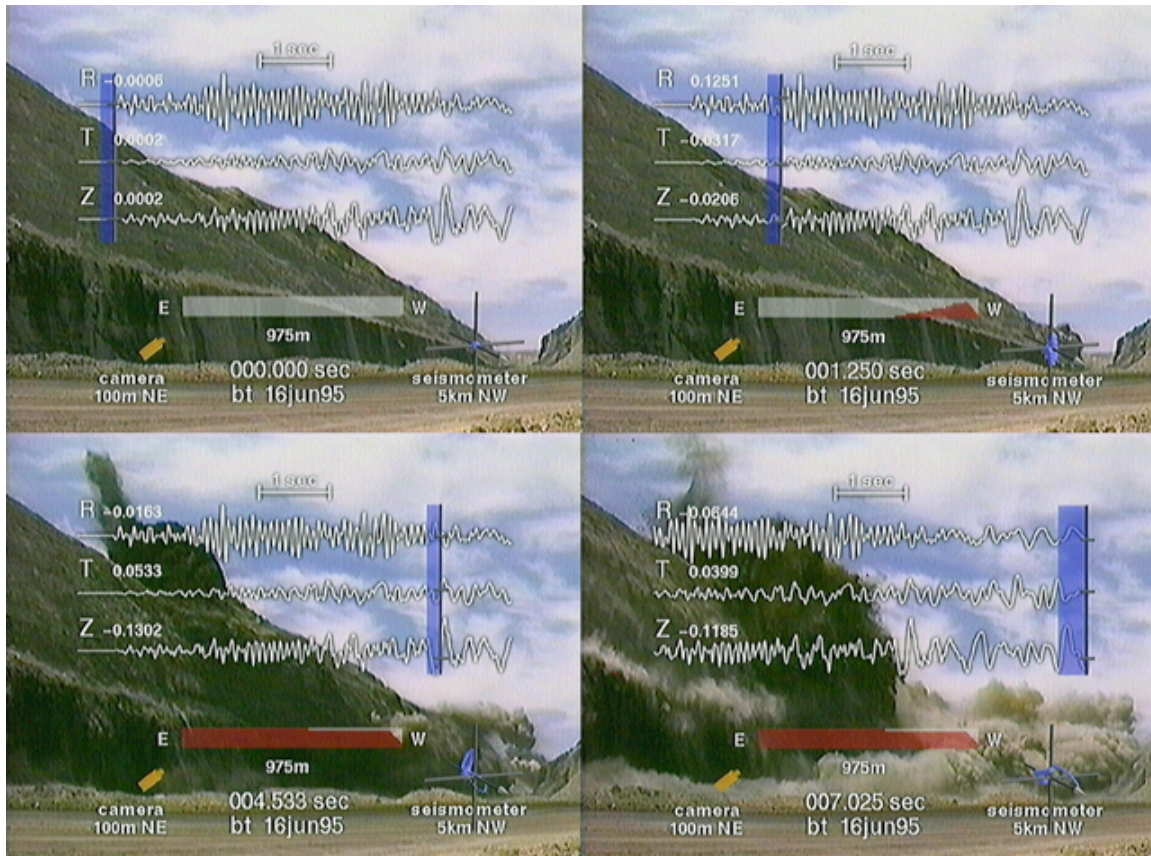 1 sec
R -0.0006
T 0.0002
Z 0.0002
E W
975m
000.000 sec
camera seismometer
100m NE bt 16jun95 5km NW
1 sec
R 0.1251
T -0.0317
Z -0.0206
E W
975m
001.250 sec
camera seismometer
100m NE bt 16jun95 5km NW
1 sec
R -0.0163
T 0.0533
Z -0.1302
E W
975m
004.533 sec
camera seismometer
100m NE bt 16jun95 5km NW
1 sec
R -0.0644
T 0.0399
Z -0.1185
E W
975m
007.025 sec
camera seismometer
100m NE bt 16jun95 5km NW